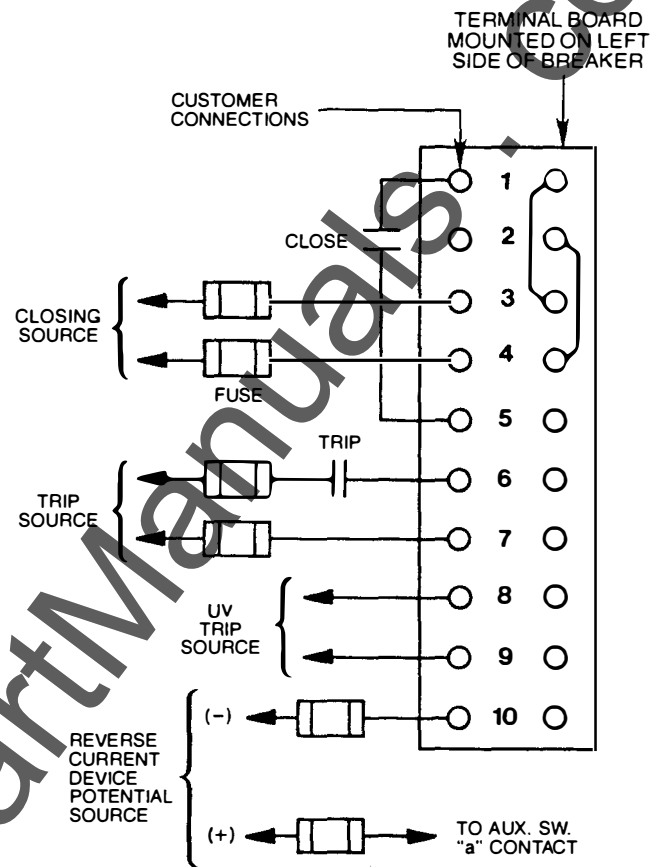 TERMINAL BOARD
MOUNTED ON LEFT
SIDE OF BREAKER
CUSTOMER
CONNECTIONS
1
CLOSE
2
CLOSING
SOURCE
3
4
FUSE
5
TRIP
6
TRIP
SOURCE
7
UV
TRIP
SOURCE
8
9
REVERSE
CURRENT
DEVICE
POTENTIAL
SOURCE
(-)
10
(+)
TO AUX. SW.
"a" CONTACT